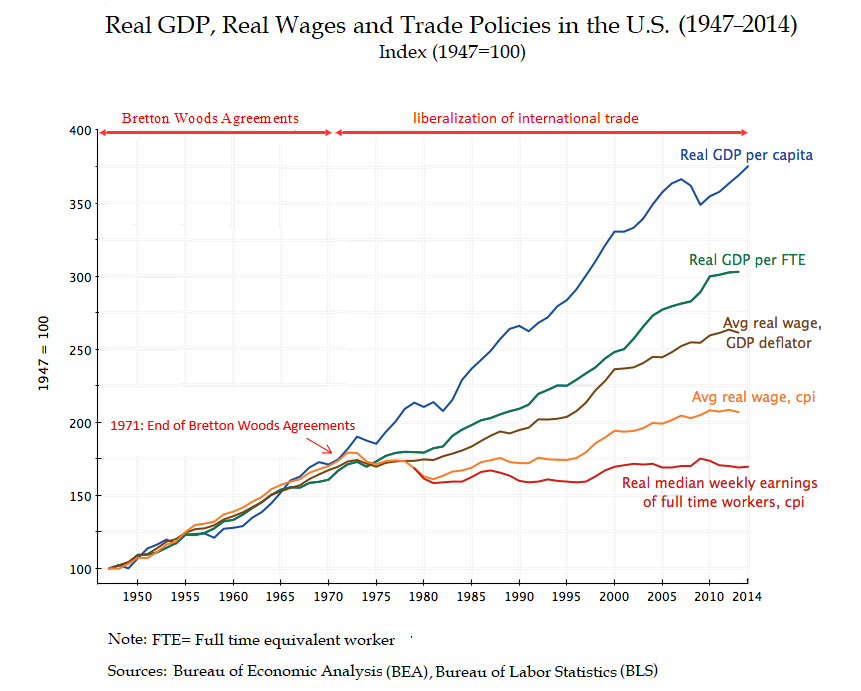 Real GDP, Real Wages and Trade Policies in the U.S. (1947–2014)
Index (1947=100)
Bretton Woods Agreements
liberalization of international trade
400
Real GDP per capita
350
Real GDP per FTE
300
Avg real wage,
GDP deflator
250
1947 = 100
Avg real wage, cpi
200
1971: End of Bretton Woods Agreements
Real median weekly earnings
of full time workers, cpi
150
100
1950 1955 1960 1965 1970 1975 1980 1985 1990 1995 2000 2005 2010 2014
Note: FTE= Full time equivalent worker
Sources: Bureau of Economic Analysis (BEA), Bureau of Labor Statistics (BLS)